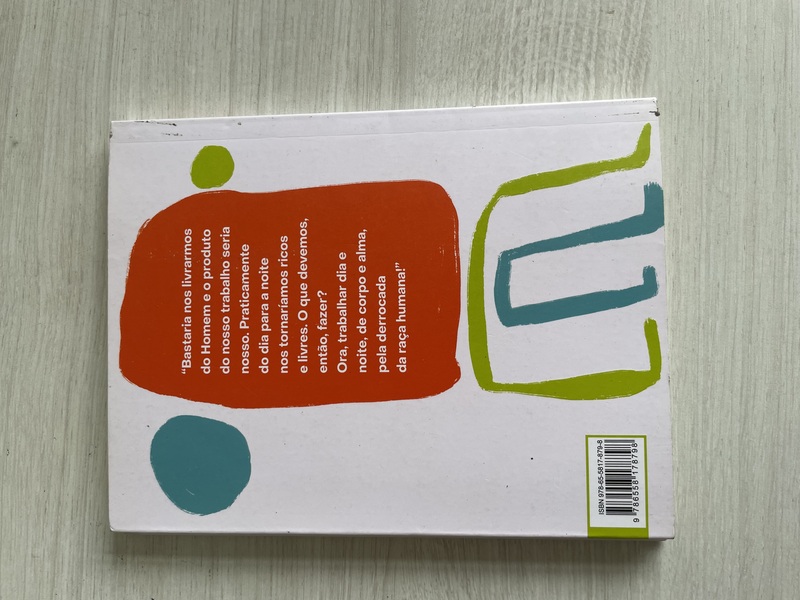 “Bastaria nos livrarmos
do Homem e o produto
do nosso trabalho seria
nosso. Praticamente
do dia para a noite
nos tornaríamos ricos
e livres. O que devemos,
então, fazer?
Ora, trabalhar dia e
noite, de corpo e alma,
pela derrocada
da raça humana!”
ISBN 978-65-5817-879-8
9 786558 178798